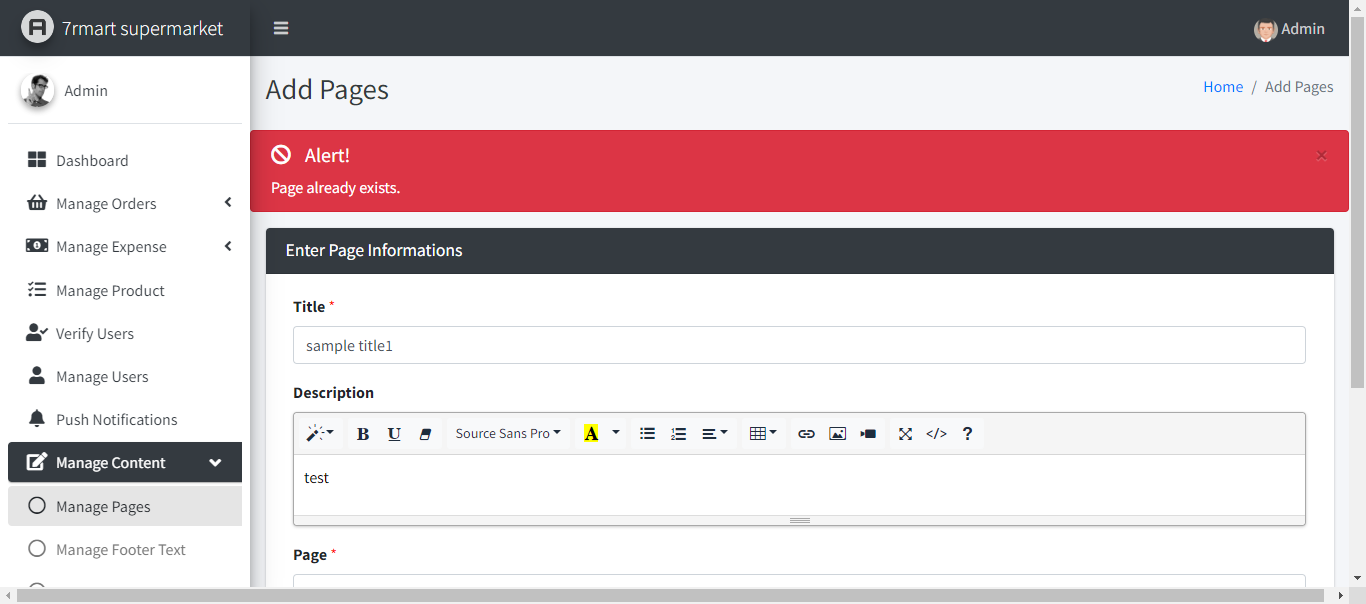 7rmart supermarket
Admin
Admin
Dashboard
Manage Orders
Manage Expense
Manage Product
Verify Users
Manage Users
Push Notifications
Manage Content
Manage Pages
Manage Footer Text
Add Pages
Home / Add Pages
Alert!
×
Page already exists.
Enter Page Informations
Title *
sample title1
Description
B U Source Sans Pro A </> ?
test
Page *